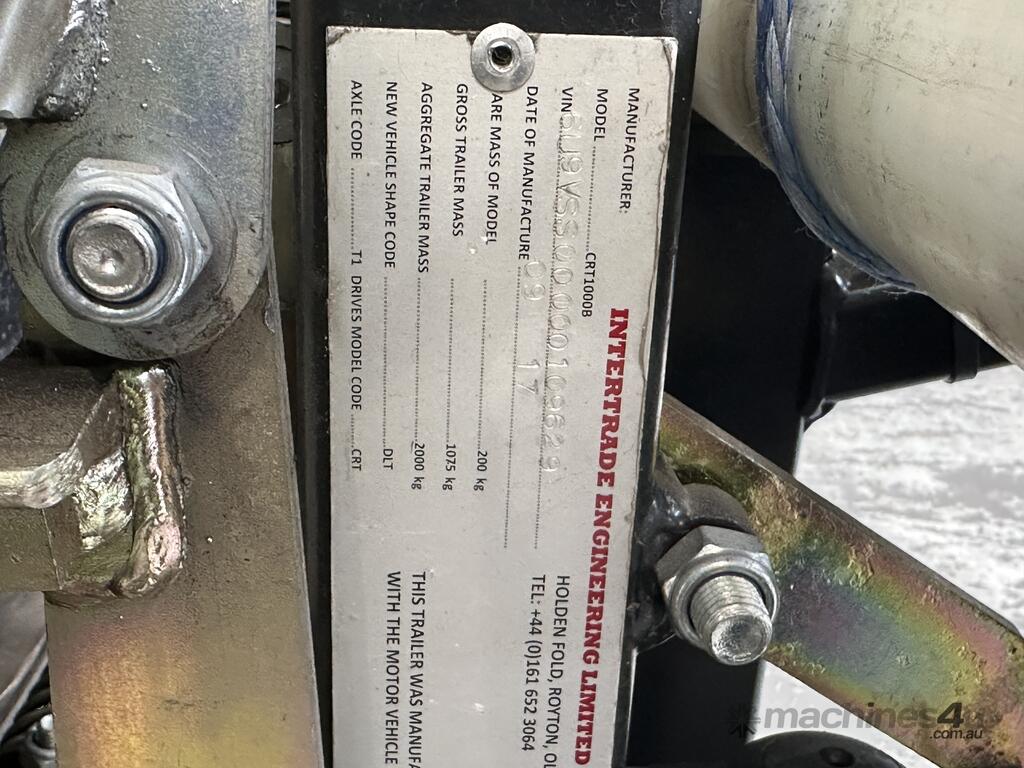 MANUFACTURER:
INTERTRADE ENGINEERING LIMITED
MODEL ................CRT1000B
HOLDEN FOLD, ROYTON, OL
VIN
TEL: +44 (0)161 652 3064
DATE OF MANUFACTURE 09 17
ARE MASS OF MODEL ................200 kg
GROSS TRAILER MASS ................1075 kg
AGGREGATE TRAILER MASS ................2000 kg
THIS TRAILER WAS MANUFA
NEW VEHICLE SHAPE CODE ................DLT
WITH THE MOTOR VEHICLE
AXLE CODE ................T1 DRIVES MODEL CODE ........CRT
machines4u
.com.au